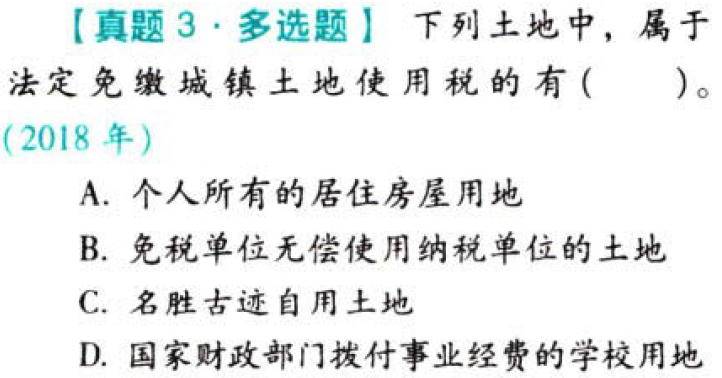 【真题 3·多选题】 下列土地中，属于
法定免缴城镇土地使用税的有(　　)。
(2018 年)
A. 个人所有的居住房屋用地
B. 免税单位无偿使用纳税单位的土地
C. 名胜古迹自用土地
D. 国家财政部门拨付事业经费的学校用地